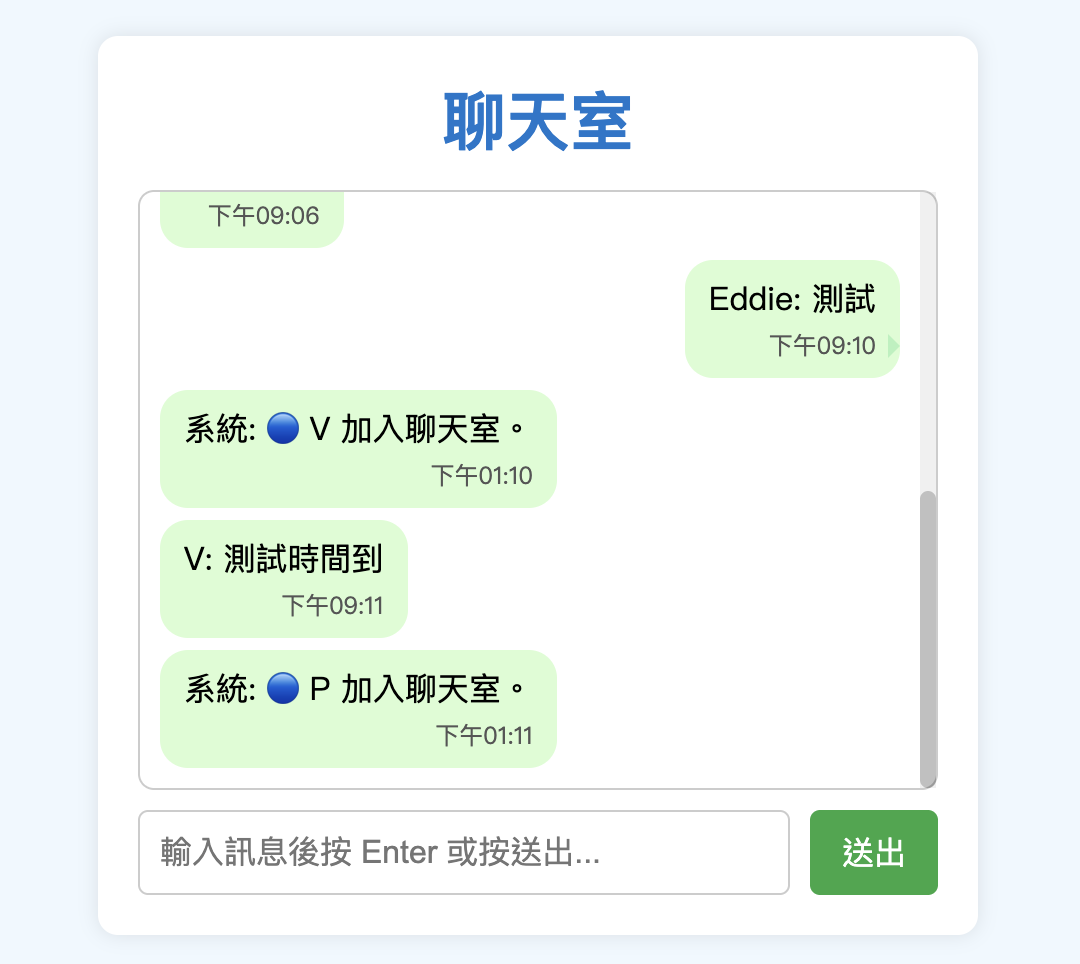 聊天室
下午09:06
Eddie: 測試
下午09:10
系統: 🔵 V 加入聊天室。
下午01:10
V: 測試時間到
下午09:11
系統: 🔵 P 加入聊天室。
下午01:11
輸入訊息後按 Enter 或按送出...
送出